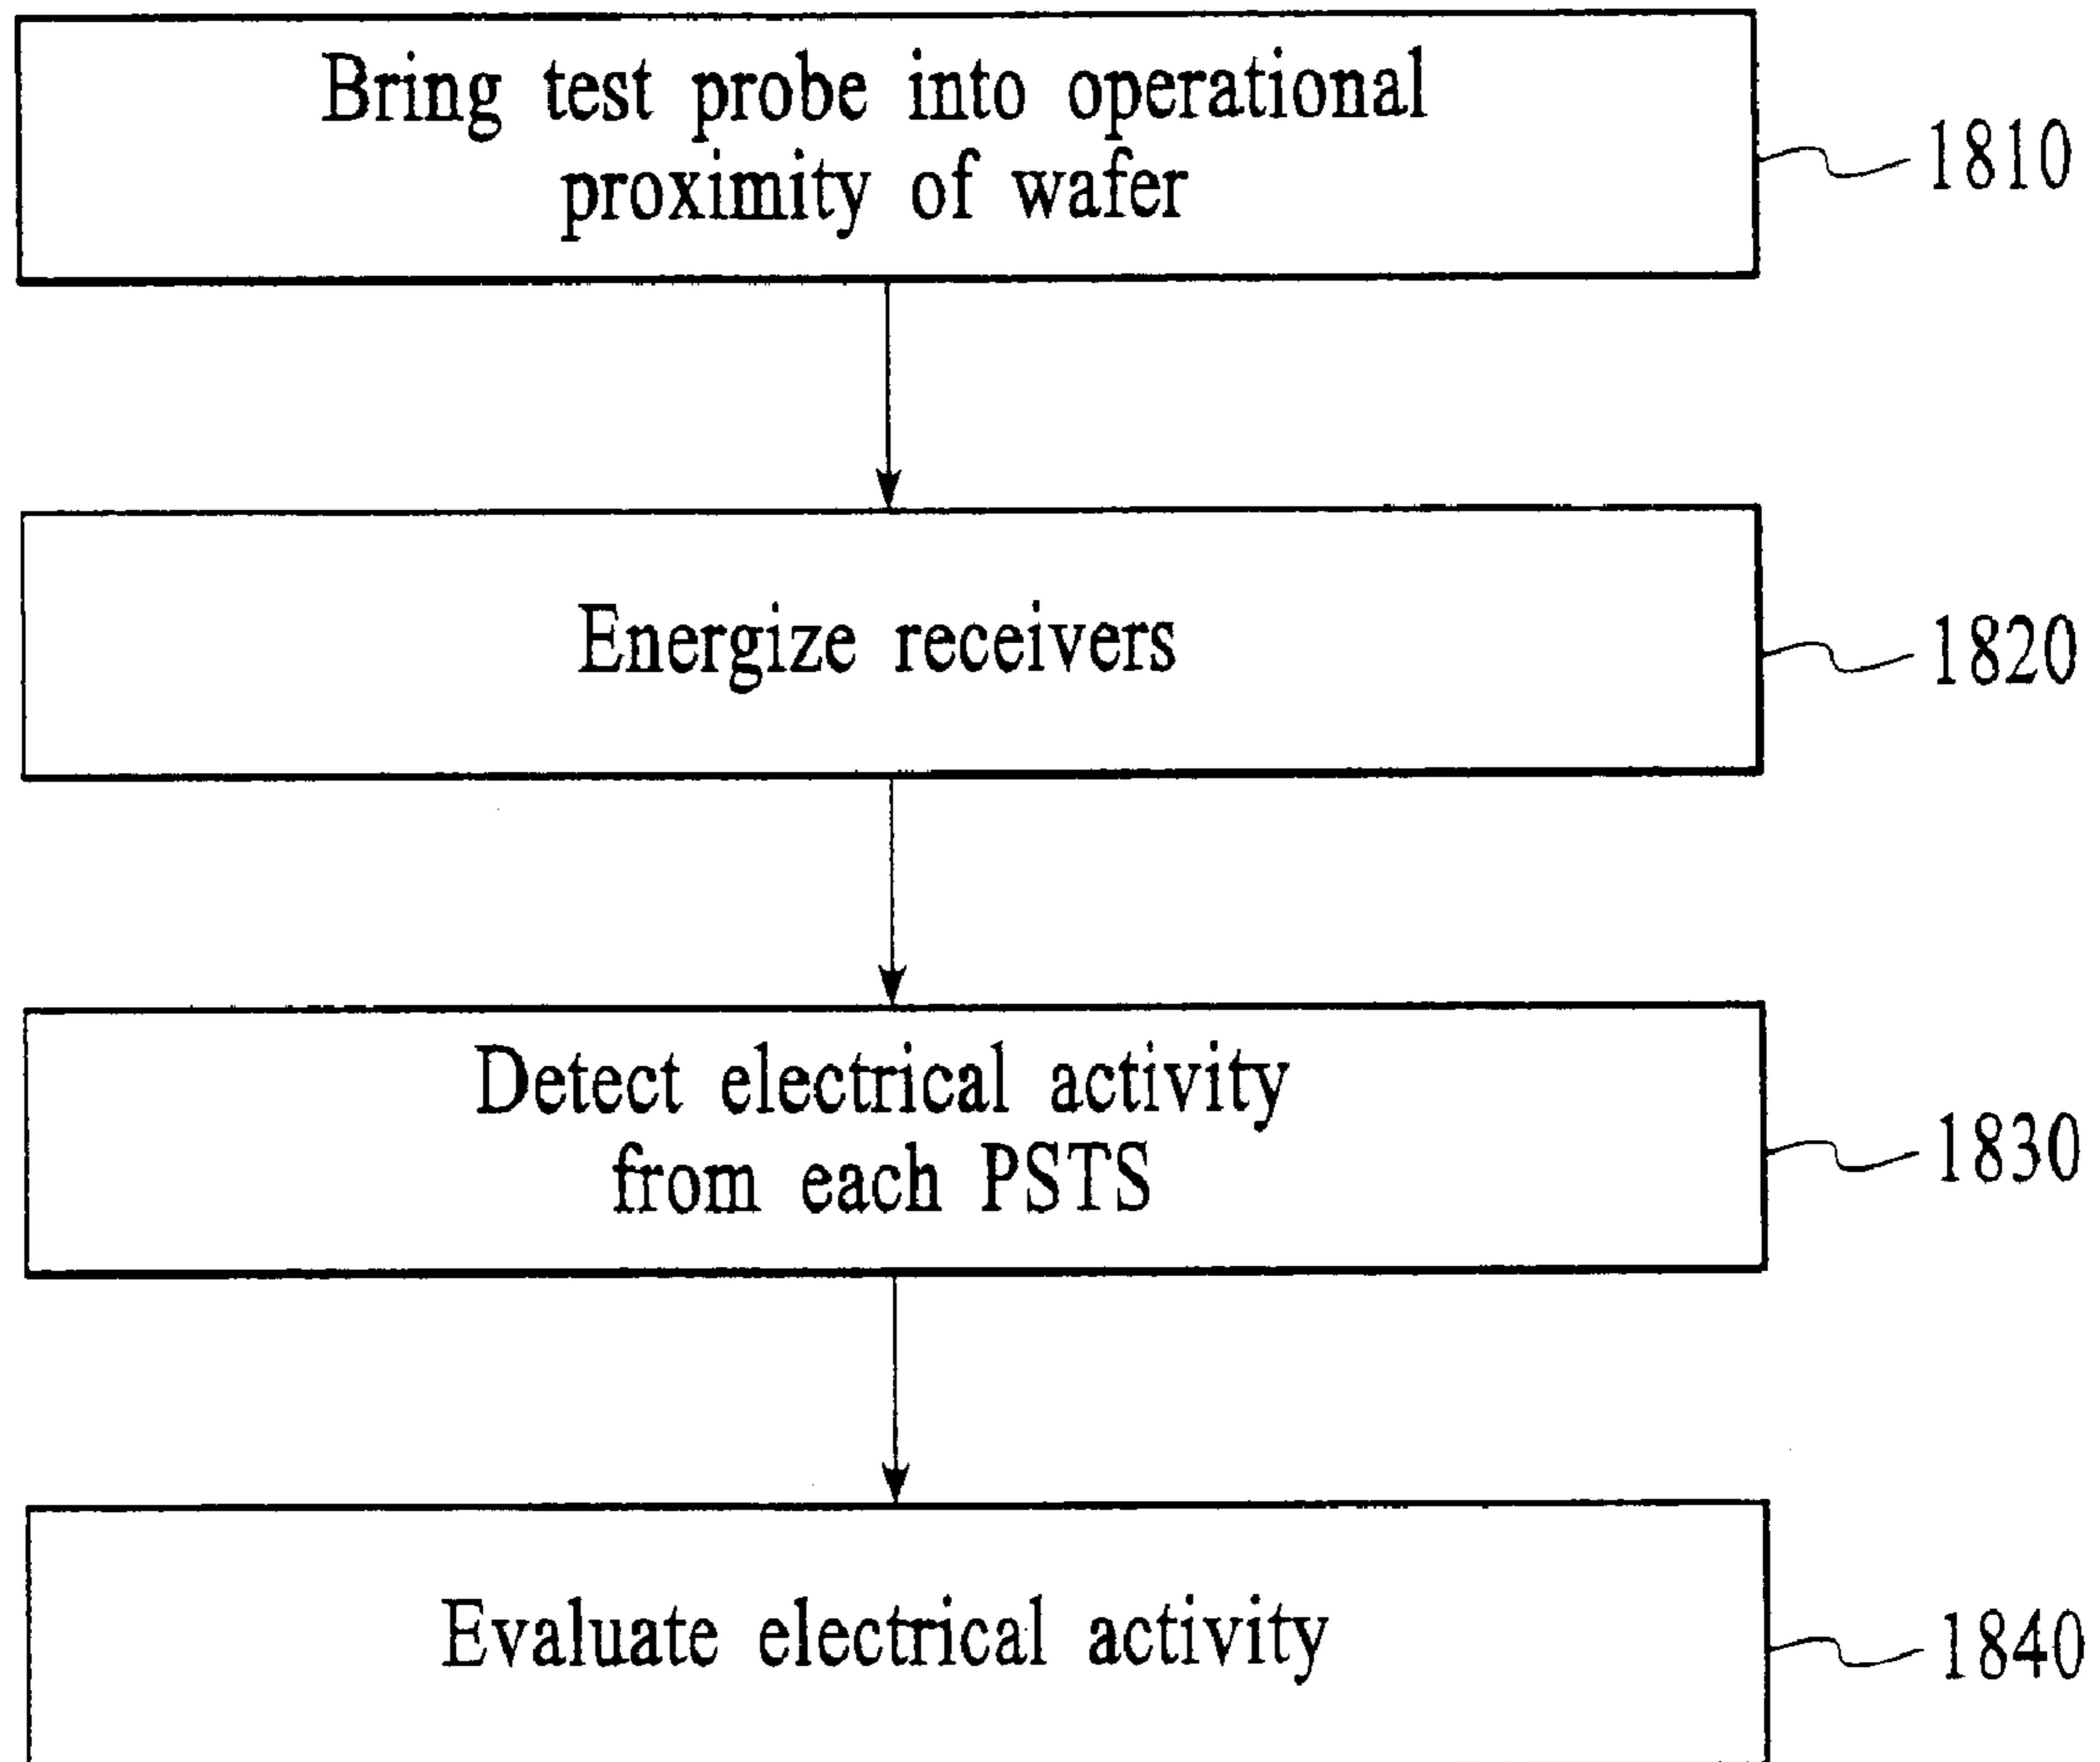 Bring test probe into operational
proximity of wafer
1810
Energize receivers
1820
Detect electrical activity
from each PSTS
1830
Evaluate electrical activity
1840